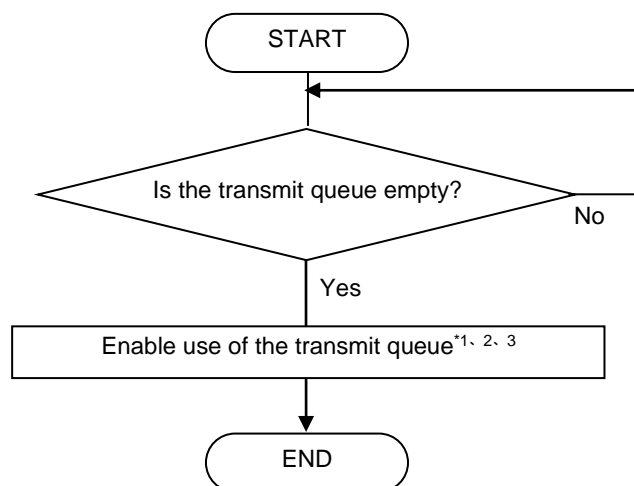 START
Is the transmit queue empty?
No
Yes
Enable use of the transmit queue*1、2、3
END